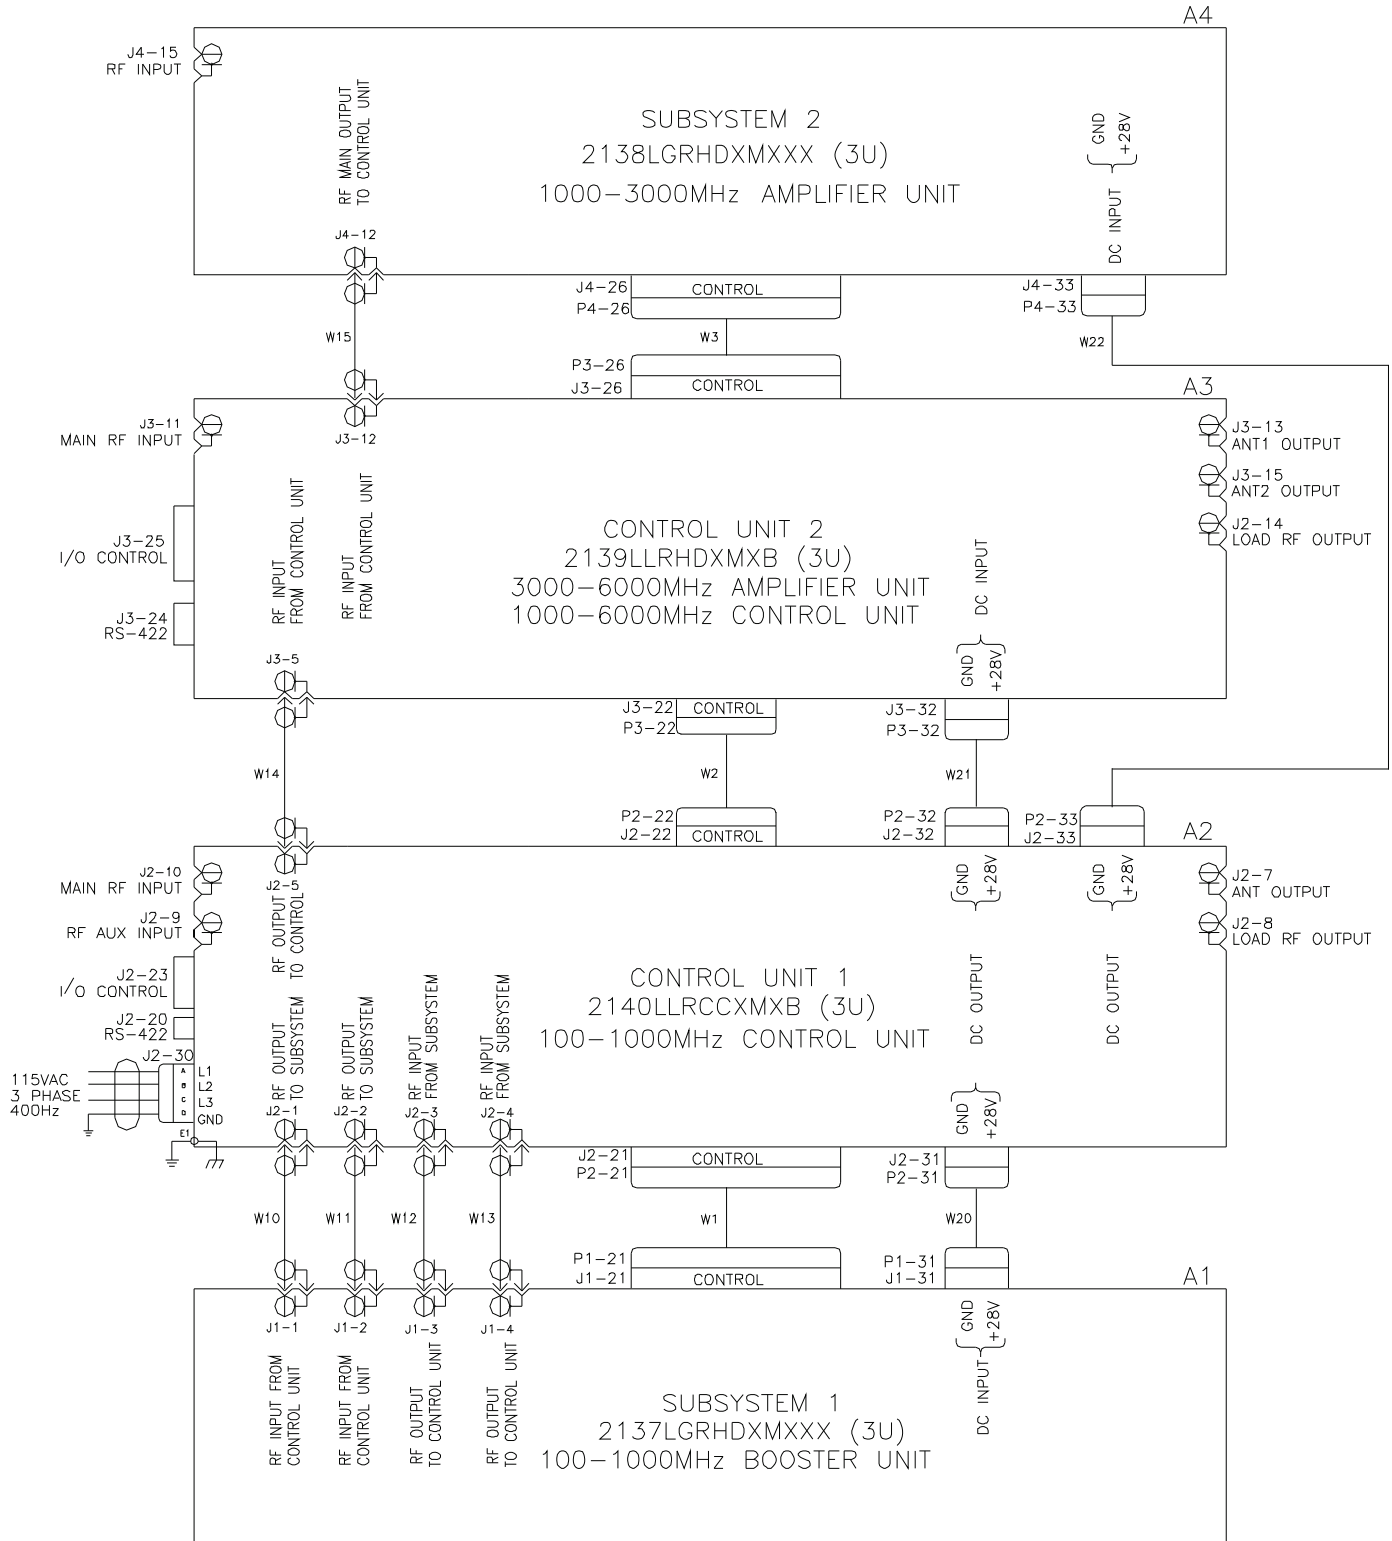 A4
J4-15
RF INPUT
RF MAIN OUTPUT
TO CONTROL UNIT
SUBSYSTEM 2
2138LGRHDXMXXX (3U)
1000-3000MHz AMPLIFIER UNIT
GND
+28V
DC INPUT
J4-12
J4-26
CONTROL
P4-26
J4-33
P4-33
W15
W3
W22
P3-26
J3-26
CONTROL
A3
J3-11
MAIN RF INPUT
J3-12
J3-13
ANT1 OUTPUT
J3-15
ANT2 OUTPUT
J2-14
LOAD RF OUTPUT
J3-25
I/O CONTROL
J3-24
RS-422
RF INPUT
FROM CONTROL UNIT
RF INPUT
FROM CONTROL UNIT
CONTROL UNIT 2
2139LLRHDXMXB (3U)
3000-6000MHz AMPLIFIER UNIT
1000-6000MHz CONTROL UNIT
DC INPUT
GND
+28V
J3-5
J3-22
CONTROL
P3-22
J3-32
P3-32
W14
W2
W21
P2-22
J2-22
CONTROL
P2-32
J2-32
P2-33
J2-33
A2
J2-10
MAIN RF INPUT
J2-9
RF AUX INPUT
J2-5
RF OUTPUT
TO CONTROL
GND
+28V
DC OUTPUT
GND
+28V
DC OUTPUT
J2-7
ANT OUTPUT
J2-8
LOAD RF OUTPUT
J2-23
I/O CONTROL
J2-20
RS-422
J2-30
CONTROL UNIT 1
2140LLRCCXMXB (3U)
100-1000MHz CONTROL UNIT
115VAC
3 PHASE
400Hz
A
B
C
D
L1
L2
L3
GND
E1
RF OUTPUT
TO SUBSYSTEM
RF OUTPUT
TO SUBSYSTEM
RF INPUT
FROM SUBSYSTEM
RF INPUT
FROM SUBSYSTEM
J2-1
J2-2
J2-3
J2-4
GND
+28V
J2-21
CONTROL
P2-21
J2-31
P2-31
W10
W11
W12
W13
W1
W20
P1-21
J1-21
CONTROL
P1-31
J1-31
A1
J1-1
J1-2
J1-3
J1-4
RF INPUT FROM
CONTROL UNIT
RF INPUT FROM
CONTROL UNIT
RF OUTPUT
TO CONTROL UNIT
RF OUTPUT
TO CONTROL UNIT
GND
+28V
DC INPUT
SUBSYSTEM 1
2137LGRHDXMXXX (3U)
100-1000MHz BOOSTER UNIT